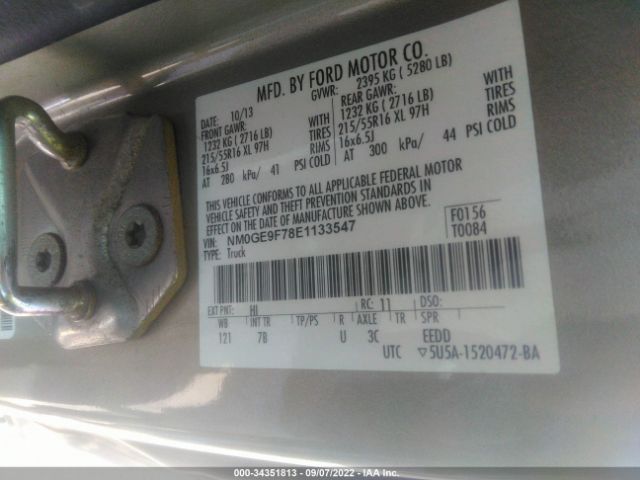 MFD. BY FORD MOTOR CO.
DATE: 10/13 GVWR: 2395 KG ( 5280 LB)
FRONT GAWR: REAR GAWR:
1232 KG ( 2716 LB) WITH 1232 KG ( 2716 LB) WITH
215/55R16 XL 97H TIRES 215/55R16 XL 97H TIRES
16x6.5J RIMS 16x6.5J RIMS
AT 280 kPa/ 41 PSI COLD AT 300 kPa/ 44 PSI COLD
THIS VEHICLE CONFORMS TO ALL APPLICABLE FEDERAL MOTOR
VEHICLE SAFETY AND THEFT PREVENTION STANDARDS IN
EFFECT ON THE DATE OF MANUFACTURE SHOWN ABOVE.
VIN: NM0GE9F78E1133547 F0156
TYPE: Truck T0084
EXT PNT: HI RC: 11 DSO:
WB INT TR TP/PS R AXLE TR SPR
121 7B U 3C EEDD
UTC ▽5U5A-1520472-BA
000-34351813 - 09/07/2022 - IAA Inc.